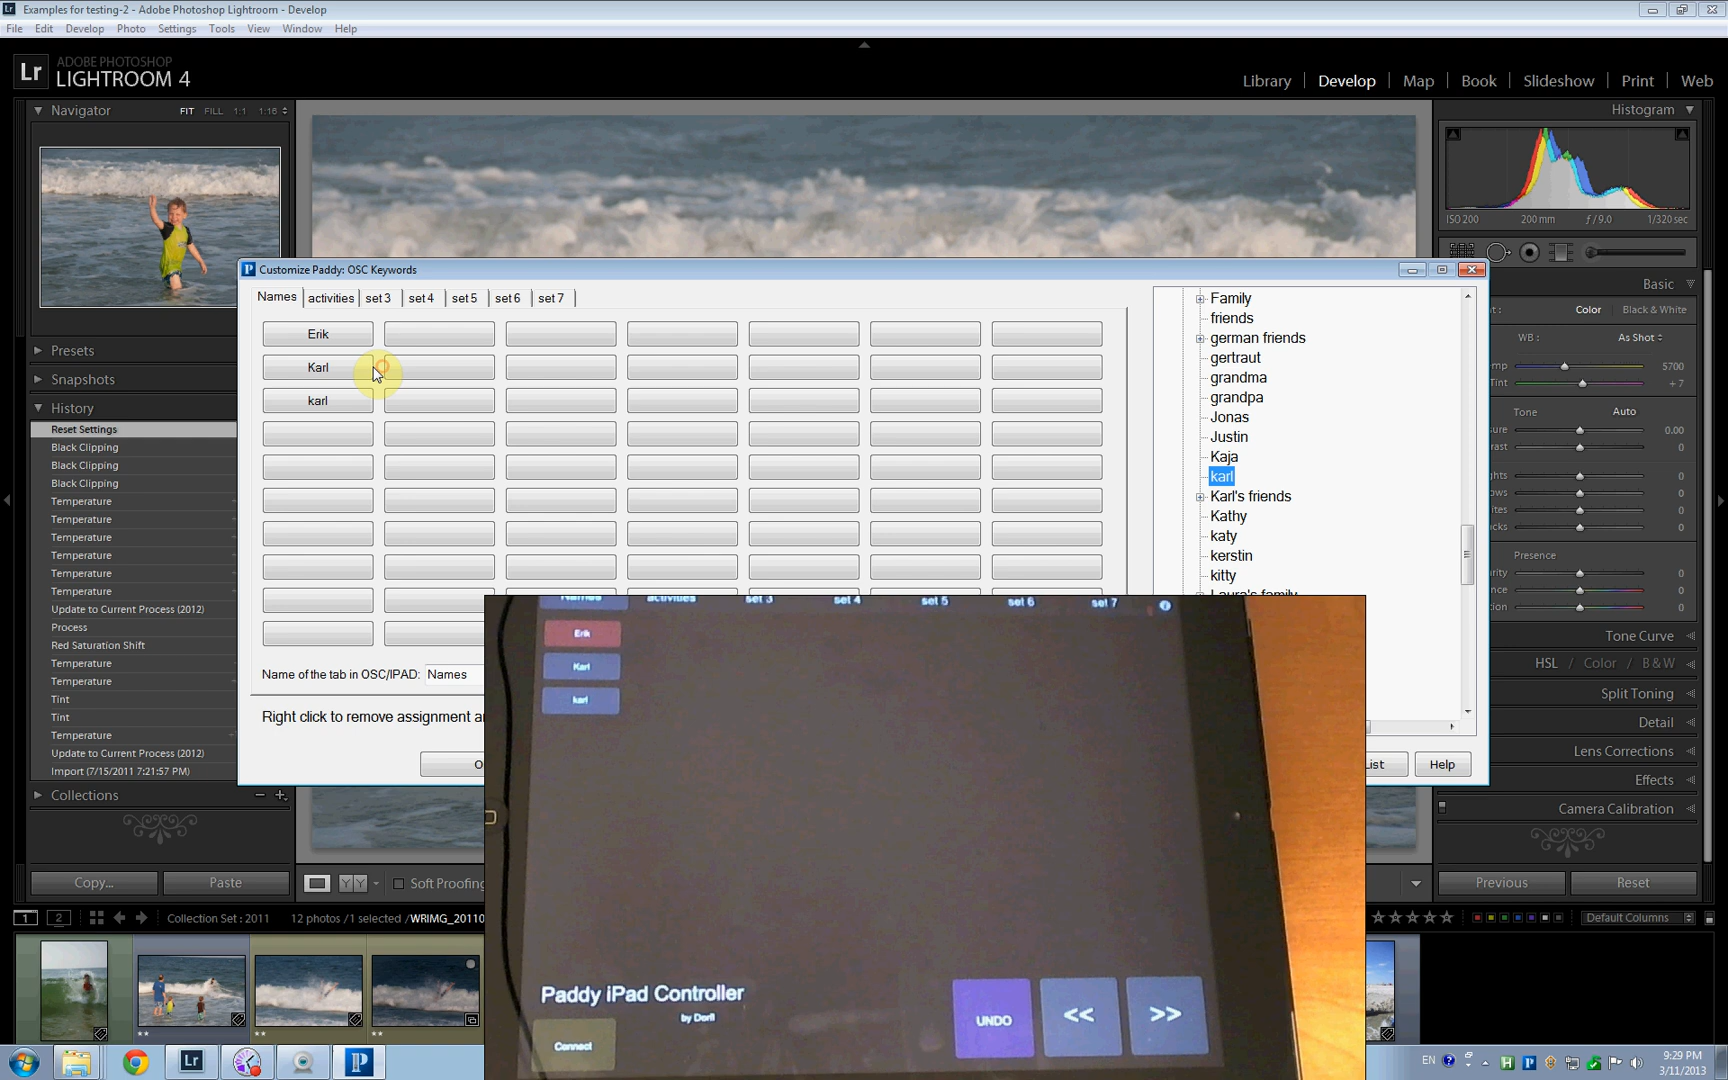 Examples for testing-2 - Adobe Photoshop Lightroom - Develop
File Edit Develop Photo Settings Tools View Window Help
Lr ADOBE PHOTOSHOP
LIGHTROOM 4
Library Develop Map Book Slideshow Print Web
Navigator FIT FILL 1:1 1:16
Histogram
ISO 200 200 mm f / 9.0 1/320 sec
Customize Paddy: OSC Keywords
Names activities set 3 set 4 set 5 set 6 set 7
Erik
Karl
karl
Family
friends
german friends
gertraut
grandma
grandpa
Jonas
Justin
Kaja
karl
Karl's friends
Kathy
katy
kerstin
kitty
Name of the tab in OSC/IPAD: Names
Right click to remove assignment
List Help
Basic
Color Black & White
WB : As Shot
5700
Tint +7
Tone Auto
0.00
0
0
0
0
0
Presence
0
0
0
Tone Curve
HSL / Color / B & W
Split Toning
Detail
Lens Corrections
Effects
Camera Calibration
Presets
Snapshots
History
Reset Settings
Black Clipping
Black Clipping
Black Clipping
Temperature
Temperature
Temperature
Temperature
Temperature
Temperature
Update to Current Process (2012)
Process
Red Saturation Shift
Temperature
Temperature
Tint
Tint
Temperature
Update to Current Process (2012)
Import (7/15/2011 7:21:57 PM)
Collections
Names activities set 3 set 4 set 5 set 6 set 7
Erik
Karl
karl
Paddy iPad Controller
by Dorfl
Connect
UNDO << >>
Copy... Paste
Soft Proofing
Previous Reset
1 2 Collection Set : 2011 12 photos / 1 selected / WRIMG_20110
Default Columns
Lr
P
EN
9:29 PM
3/11/2013